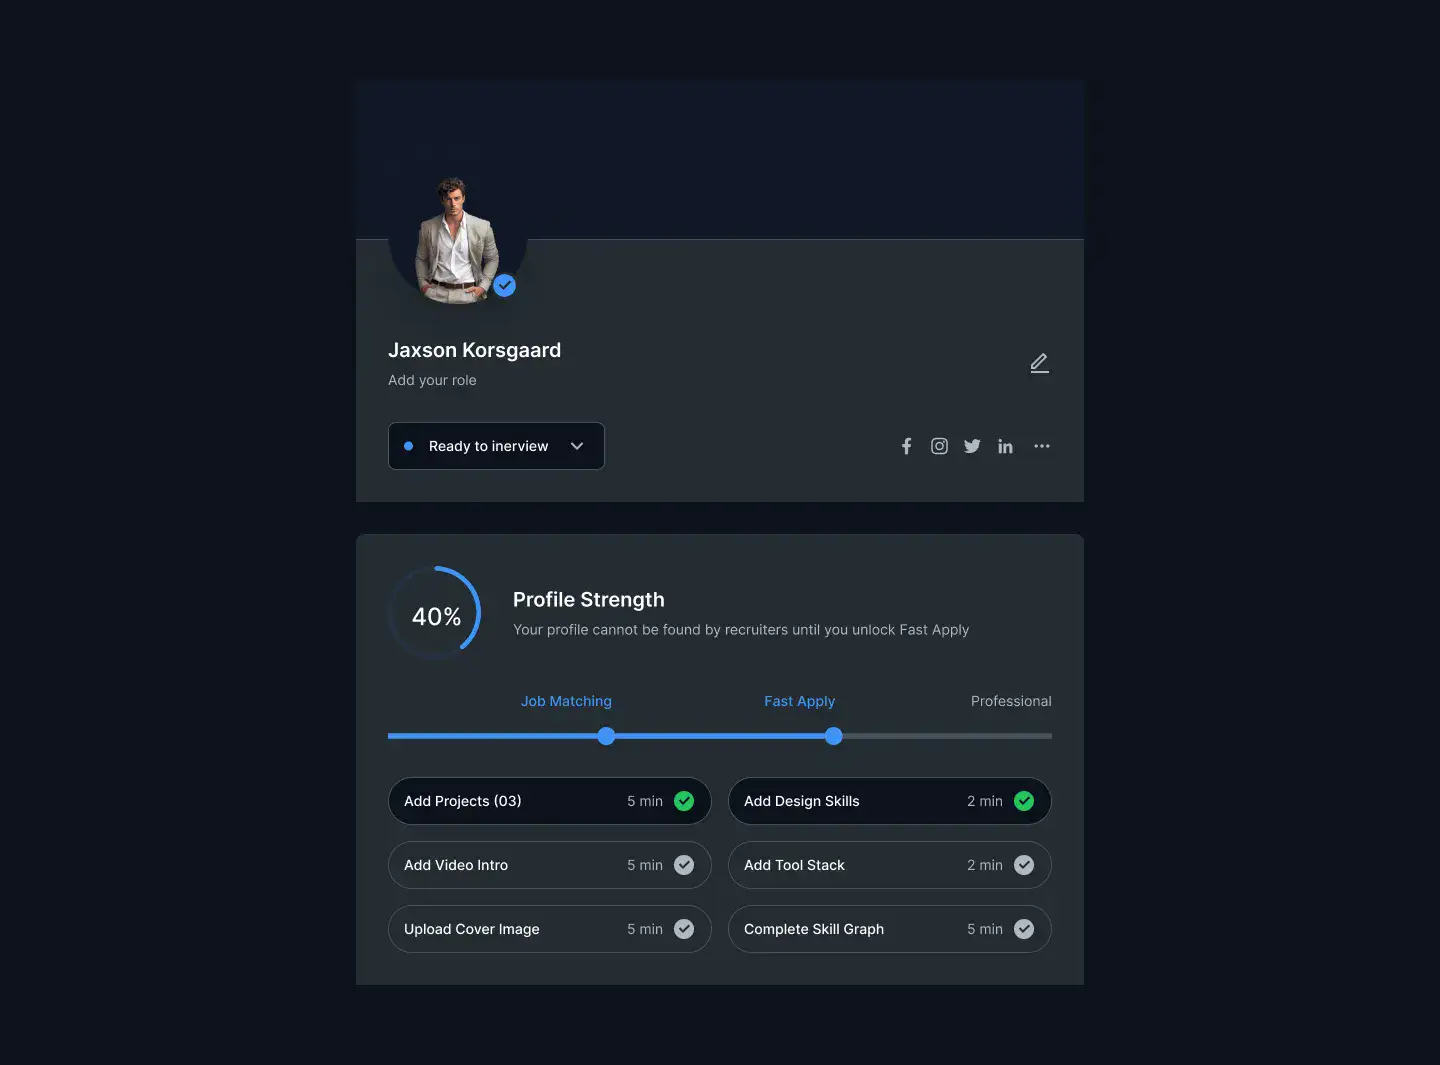 Jaxson Korsgaard
Add your role
Ready to inerview
40%
Profile Strength
Your profile cannot be found by recruiters until you unlock Fast Apply
Job Matching Fast Apply Professional
Add Projects (03) 5 min Add Design Skills 2 min
Add Video Intro 5 min Add Tool Stack 2 min
Upload Cover Image 5 min Complete Skill Graph 5 min